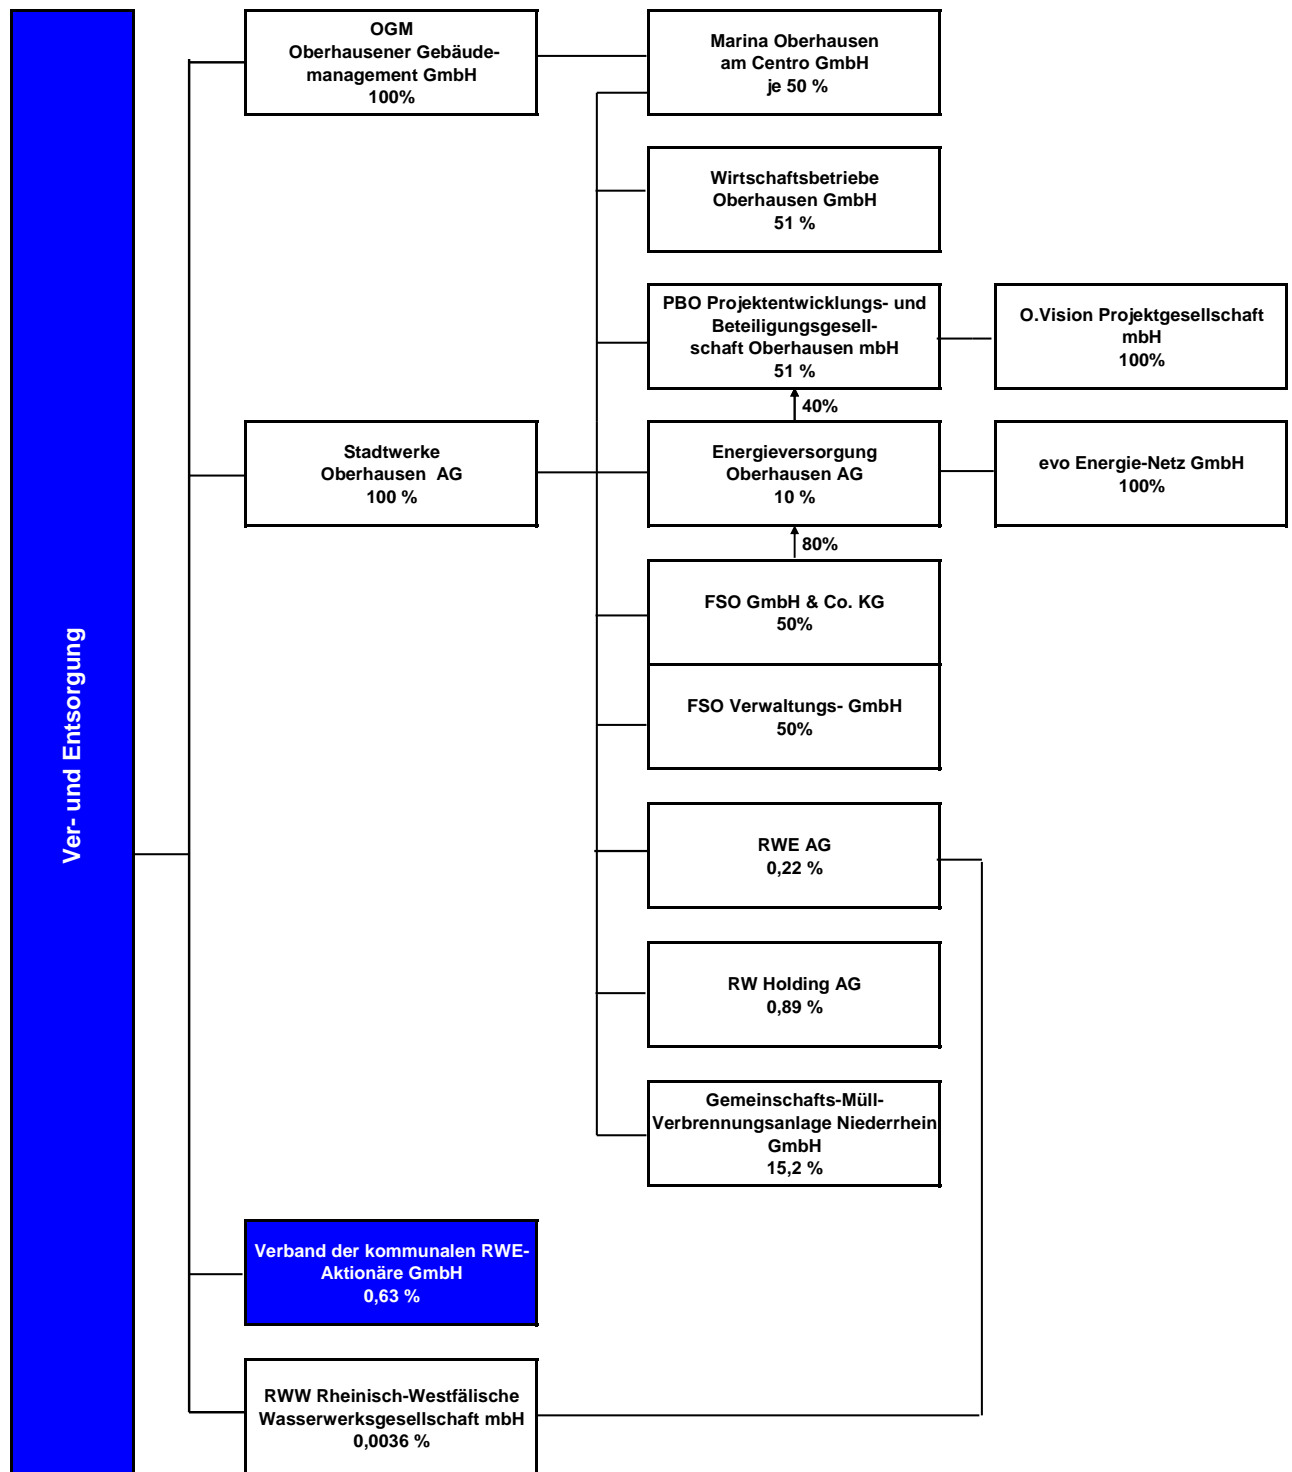 Ver- und Entsorgung
OGM
Oberhausener Gebäude-
management GmbH
100%
Marina Oberhausen
am Centro GmbH
je 50 %
Wirtschaftsbetriebe
Oberhausen GmbH
51 %
PBO Projektentwicklungs- und
Beteiligungsgesell-
schaft Oberhausen mbH
51 %
O.Vision Projektgesellschaft
mbH
100%
40%
Stadtwerke
Oberhausen AG
100 %
Energieversorgung
Oberhausen AG
10 %
evo Energie-Netz GmbH
100%
80%
FSO GmbH & Co. KG
50%
FSO Verwaltungs- GmbH
50%
RWE AG
0,22 %
RW Holding AG
0,89 %
Gemeinschafts-Müll-
Verbrennungsanlage Niederrhein
GmbH
15,2 %
Verband der kommunalen RWE-
Aktionäre GmbH
0,63 %
RWW Rheinisch-Westfälische
Wasserwerksgesellschaft mbH
0,0036 %